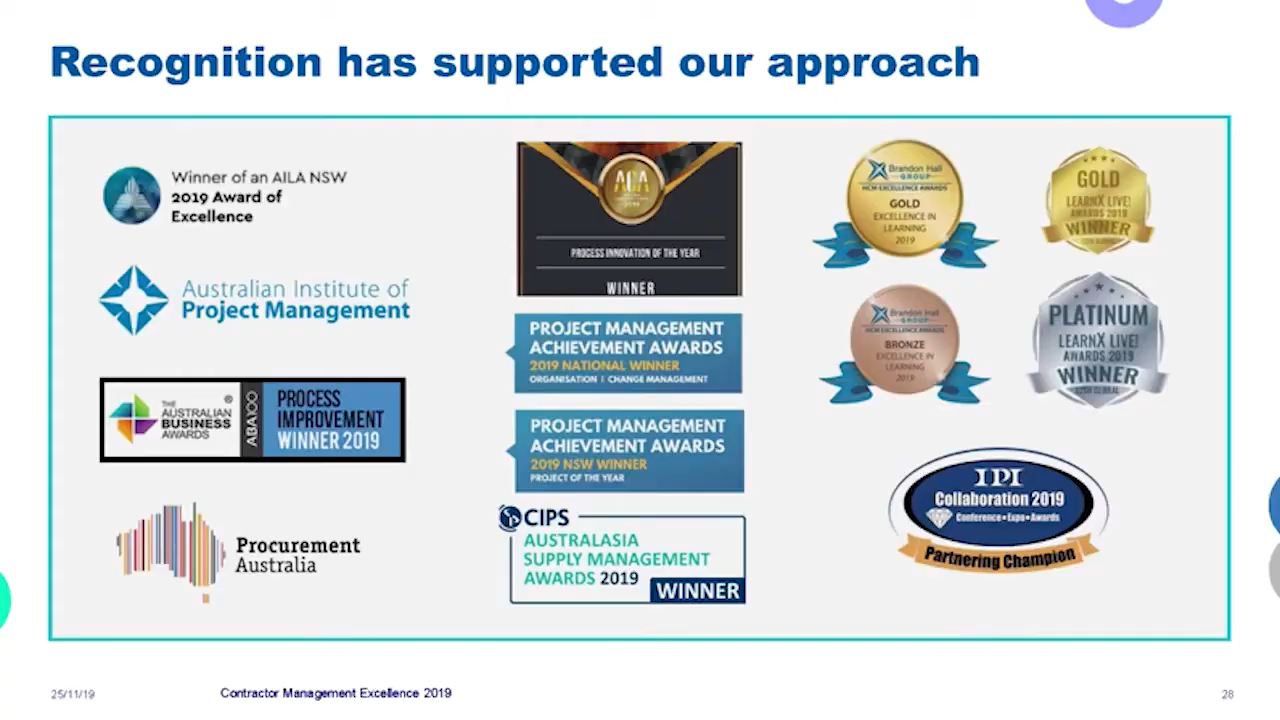 Recognition has supported our approach
Winner of an AILA NSW
2019 Award of
Excellence
Australian Institute of
Project Management
THE
AUSTRALIAN
BUSINESS
AWARDS
®
ABA100
PROCESS
IMPROVEMENT
WINNER 2019
Procurement
Australia
ACA
PROCESS INNOVATION OF THE YEAR
WINNER
PROJECT MANAGEMENT
ACHIEVEMENT AWARDS
2019 NATIONAL WINNER
ORGANISATION | CHANGE MANAGEMENT
PROJECT MANAGEMENT
ACHIEVEMENT AWARDS
2019 NSW WINNER
PROJECT OF THE YEAR
CIPS
AUSTRALASIA
SUPPLY MANAGEMENT
AWARDS 2019
WINNER
Brandon Hall
GROUP
HCM EXCELLENCE AWARDS
GOLD
EXCELLENCE IN
LEARNING
2019
GOLD
LEARNX LIVE!
AWARDS 2019
WINNER
Brandon Hall
GROUP
HCM EXCELLENCE AWARDS
BRONZE
EXCELLENCE IN
LEARNING
2019
PLATINUM
LEARNX LIVE!
AWARDS 2019
WINNER
IPI
Collaboration 2019
Conference•Expo•Awards
Partnering Champion
25/11/19
Contractor Management Excellence 2019
28